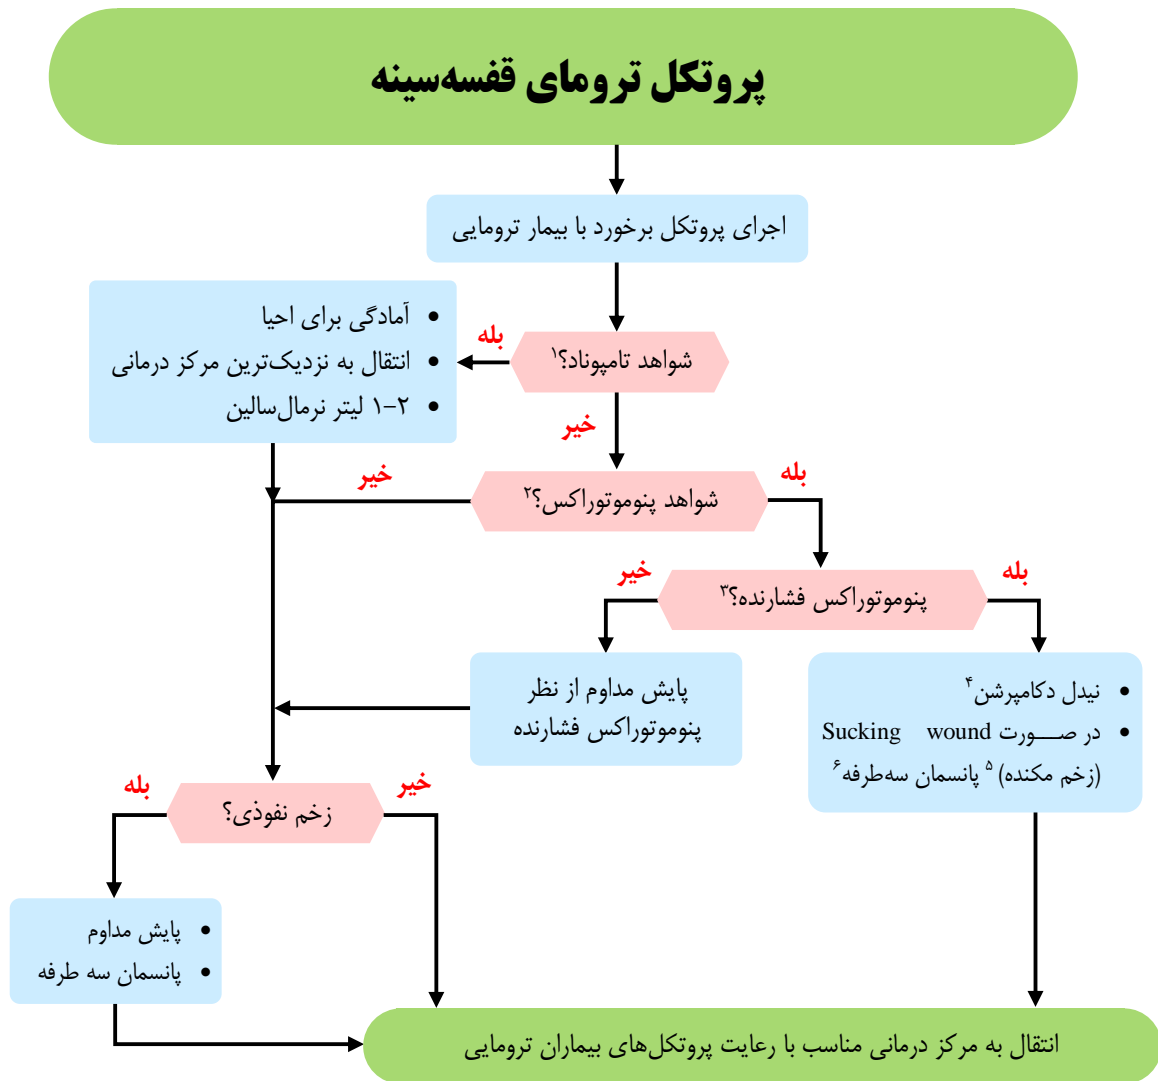 پروتکل ترومای قفسه‌سینه
اجرای پروتکل برخورد با بیمار ترومایی
شواهد تامپوناد؟۱
بله
• آمادگی برای احیا
• انتقال به نزدیک‌ترین مرکز درمانی
• ۱-۲ لیتر نرمال‌سالین
خیر
شواهد پنوموتوراکس؟۲
بله
خیر
پنوموتوراکس فشارنده؟۳
بله
خیر
• نیدل دکامپرشن۴
• در صورت Sucking wound
(زخم مکنده)۵ پانسمان سه‌طرفه۶
پایش مداوم از نظر
پنوموتوراکس فشارنده
زخم نفوذی؟
خیر
بله
• پایش مداوم
• پانسمان سه طرفه
انتقال به مرکز درمانی مناسب با رعایت پروتکل‌های بیماران ترومایی